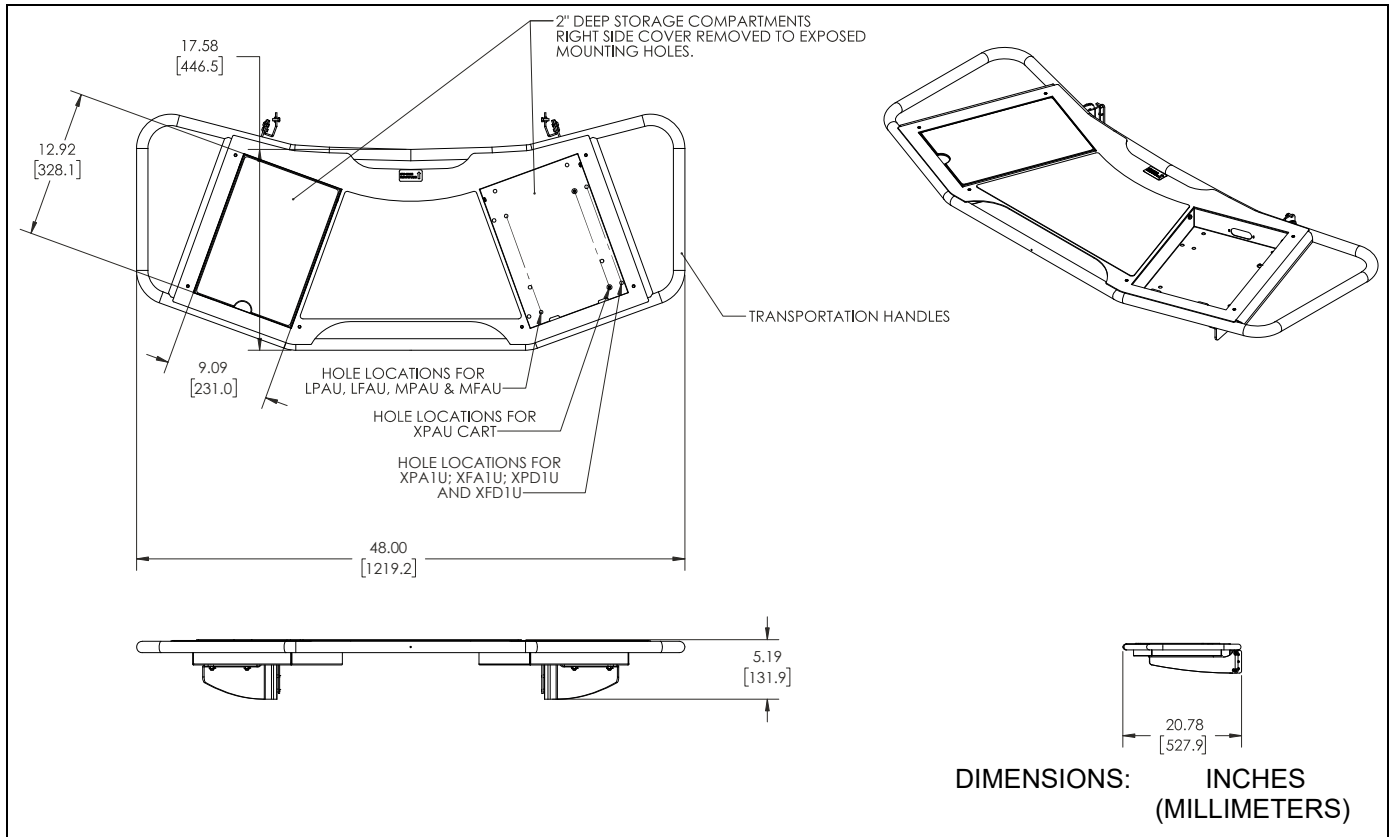 2" DEEP STORAGE COMPARTMENTS
RIGHT SIDE COVER REMOVED TO EXPOSED
MOUNTING HOLES.
17.58
[446.5]
12.92
[328.1]
TRANSPORTATION HANDLES
9.09
[231.0]
HOLE LOCATIONS FOR
LPAU, LFAU, MPAU & MFAU
HOLE LOCATIONS FOR
XPAU CART
HOLE LOCATIONS FOR
XPA1U; XFA1U; XPD1U
AND XFD1U
48.00
[1219.2]
5.19
[131.9]
20.78
[527.9]
DIMENSIONS: INCHES
(MILLIMETERS)